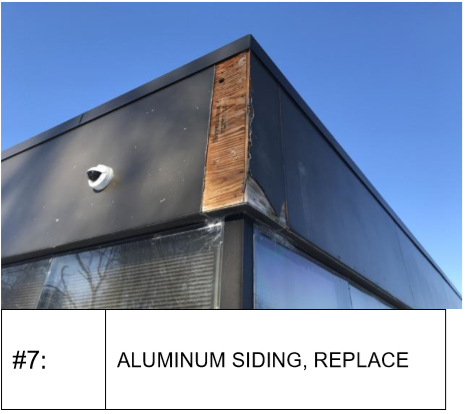 #7:
ALUMINUM SIDING, REPLACE